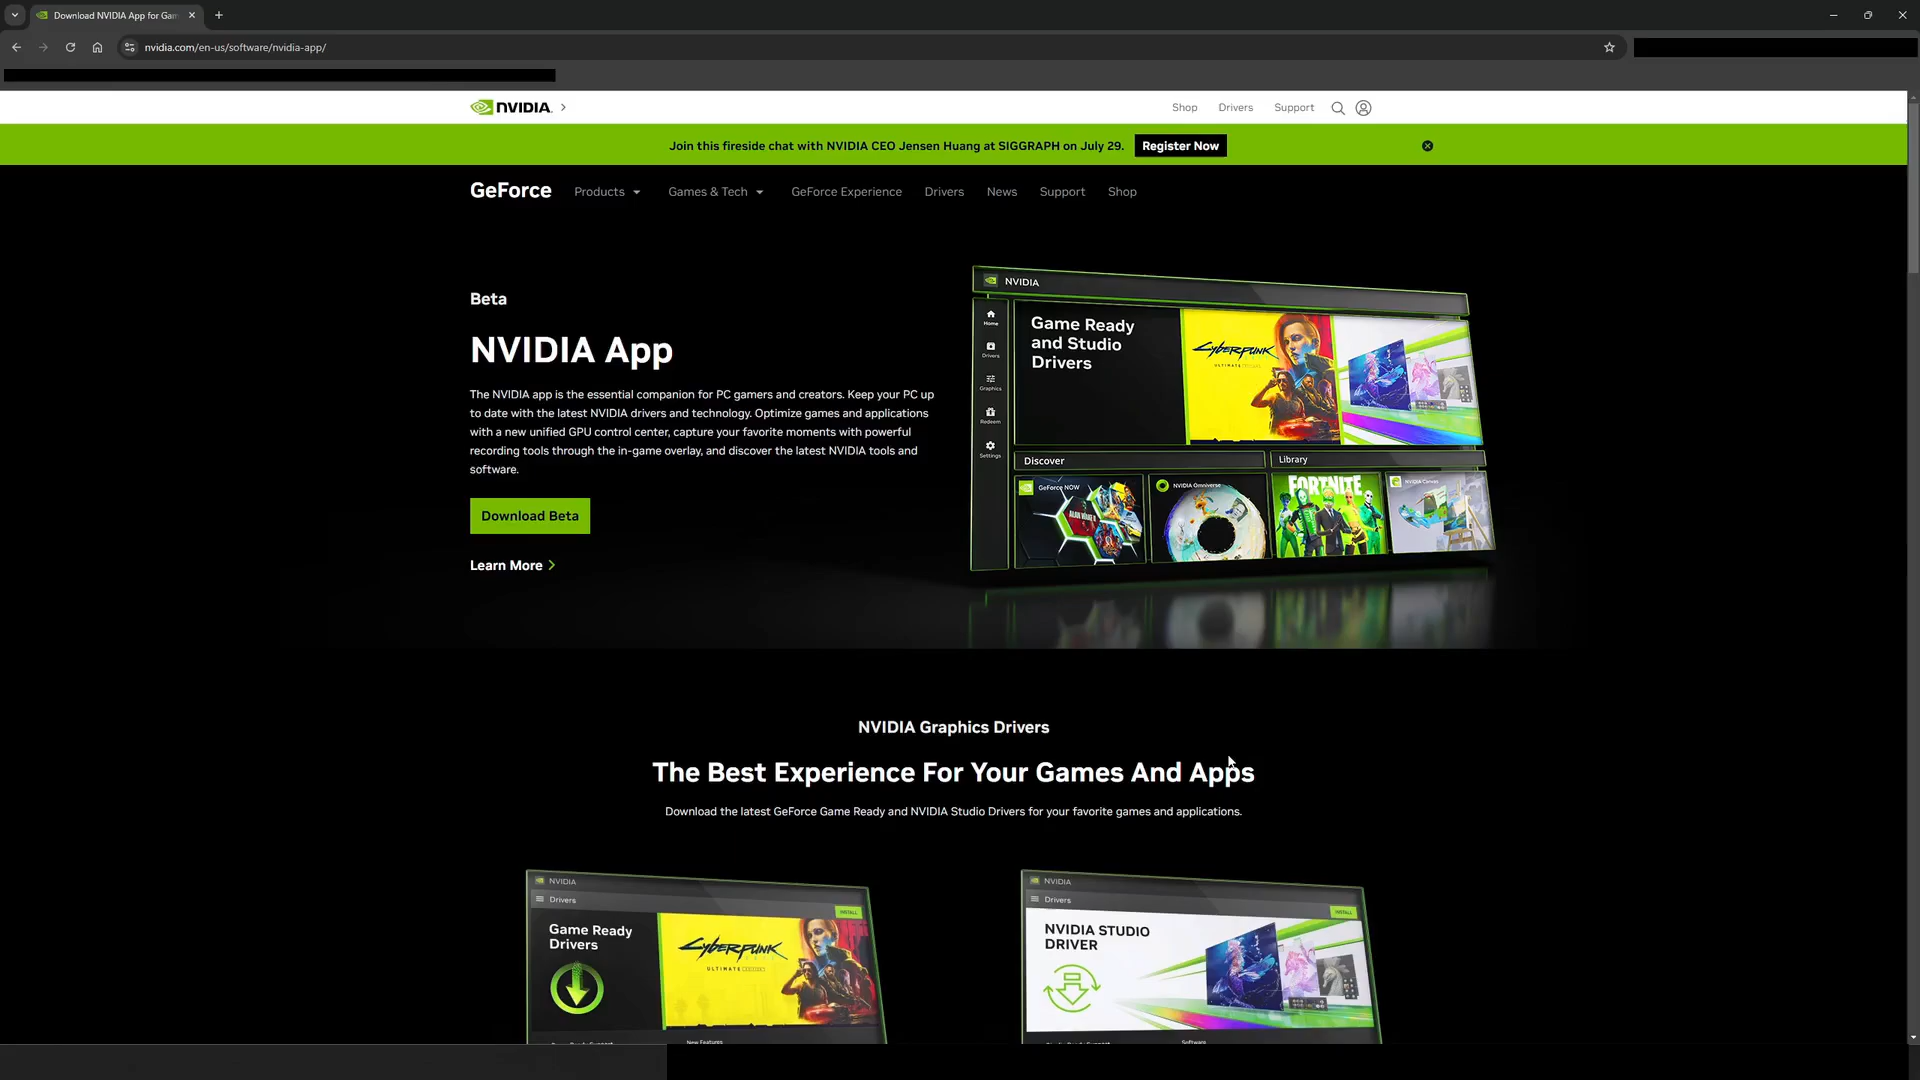 Download NVIDIA App for Gam
nvidia.com/en-us/software/nvidia-app/
NVIDIA.
Shop
Drivers
Support
Join this fireside chat with NVIDIA CEO Jensen Huang at SIGGRAPH on July 29.
Register Now
GeForce
Products
Games & Tech
GeForce Experience
Drivers
News
Support
Shop
Beta
NVIDIA App
The NVIDIA app is the essential companion for PC gamers and creators. Keep your PC up
to date with the latest NVIDIA drivers and technology. Optimize games and applications
with a new unified GPU control center, capture your favorite moments with powerful
recording tools through the in-game overlay, and discover the latest NVIDIA tools and
software.
Download Beta
Learn More
NVIDIA
Home
Drivers
Graphics
Redeem
Settings
Game Ready
and Studio
Drivers
CYBERPUNK
ULTIMATE
Discover
Library
GeForce NOW
ALAN WAKE II
NVIDIA Omniverse
FORTNITE
NVIDIA Canvas
NVIDIA Graphics Drivers
The Best Experience For Your Games And Apps
Download the latest GeForce Game Ready and NVIDIA Studio Drivers for your favorite games and applications.
NVIDIA
Drivers
INSTALL
Game Ready
Drivers
CYBERPUNK
ULTIMATE
NVIDIA
Drivers
INSTALL
NVIDIA STUDIO
DRIVER
New Features
Software